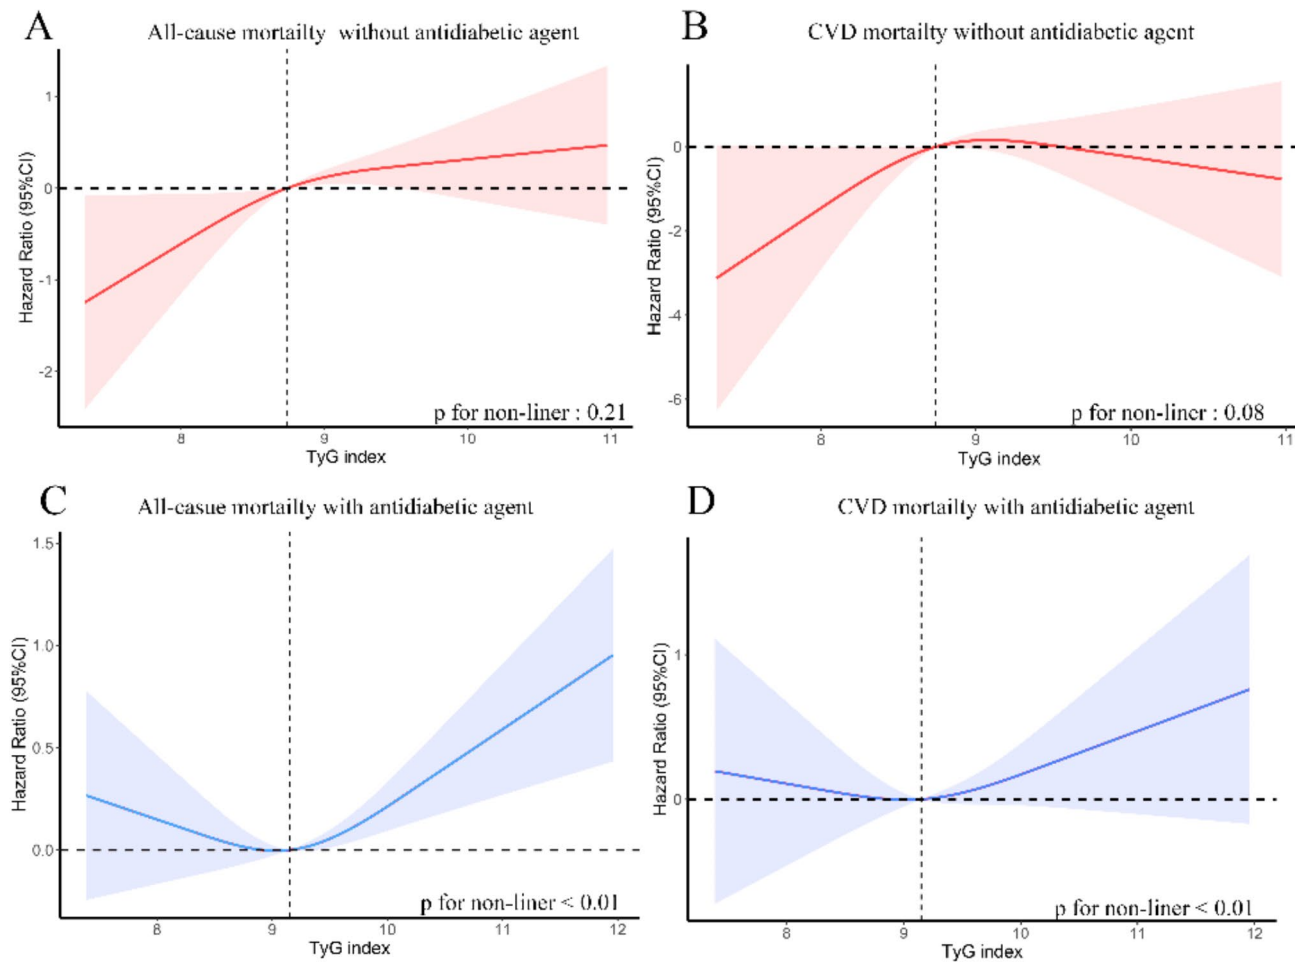 A
All-cause mortailty without antidiabetic agent
Hazard Ratio (95%CI)
1
0
-1
-2
p for non-liner : 0.21
8
9
10
11
TyG index
B
CVD mortailty without antidiabetic agent
Hazard Ratio (95%CI)
0
-2
-4
-6
p for non-liner : 0.08
8
9
10
11
TyG index
C
All-casue mortailty with antidiabetic agent
Hazard Ratio (95%CI)
1.5
1.0
0.5
0.0
p for non-liner < 0.01
8
9
10
11
12
TyG index
D
CVD mortailty with antidiabetic agent
Hazard Ratio (95%CI)
1
0
p for non-liner < 0.01
8
9
10
11
12
TyG index